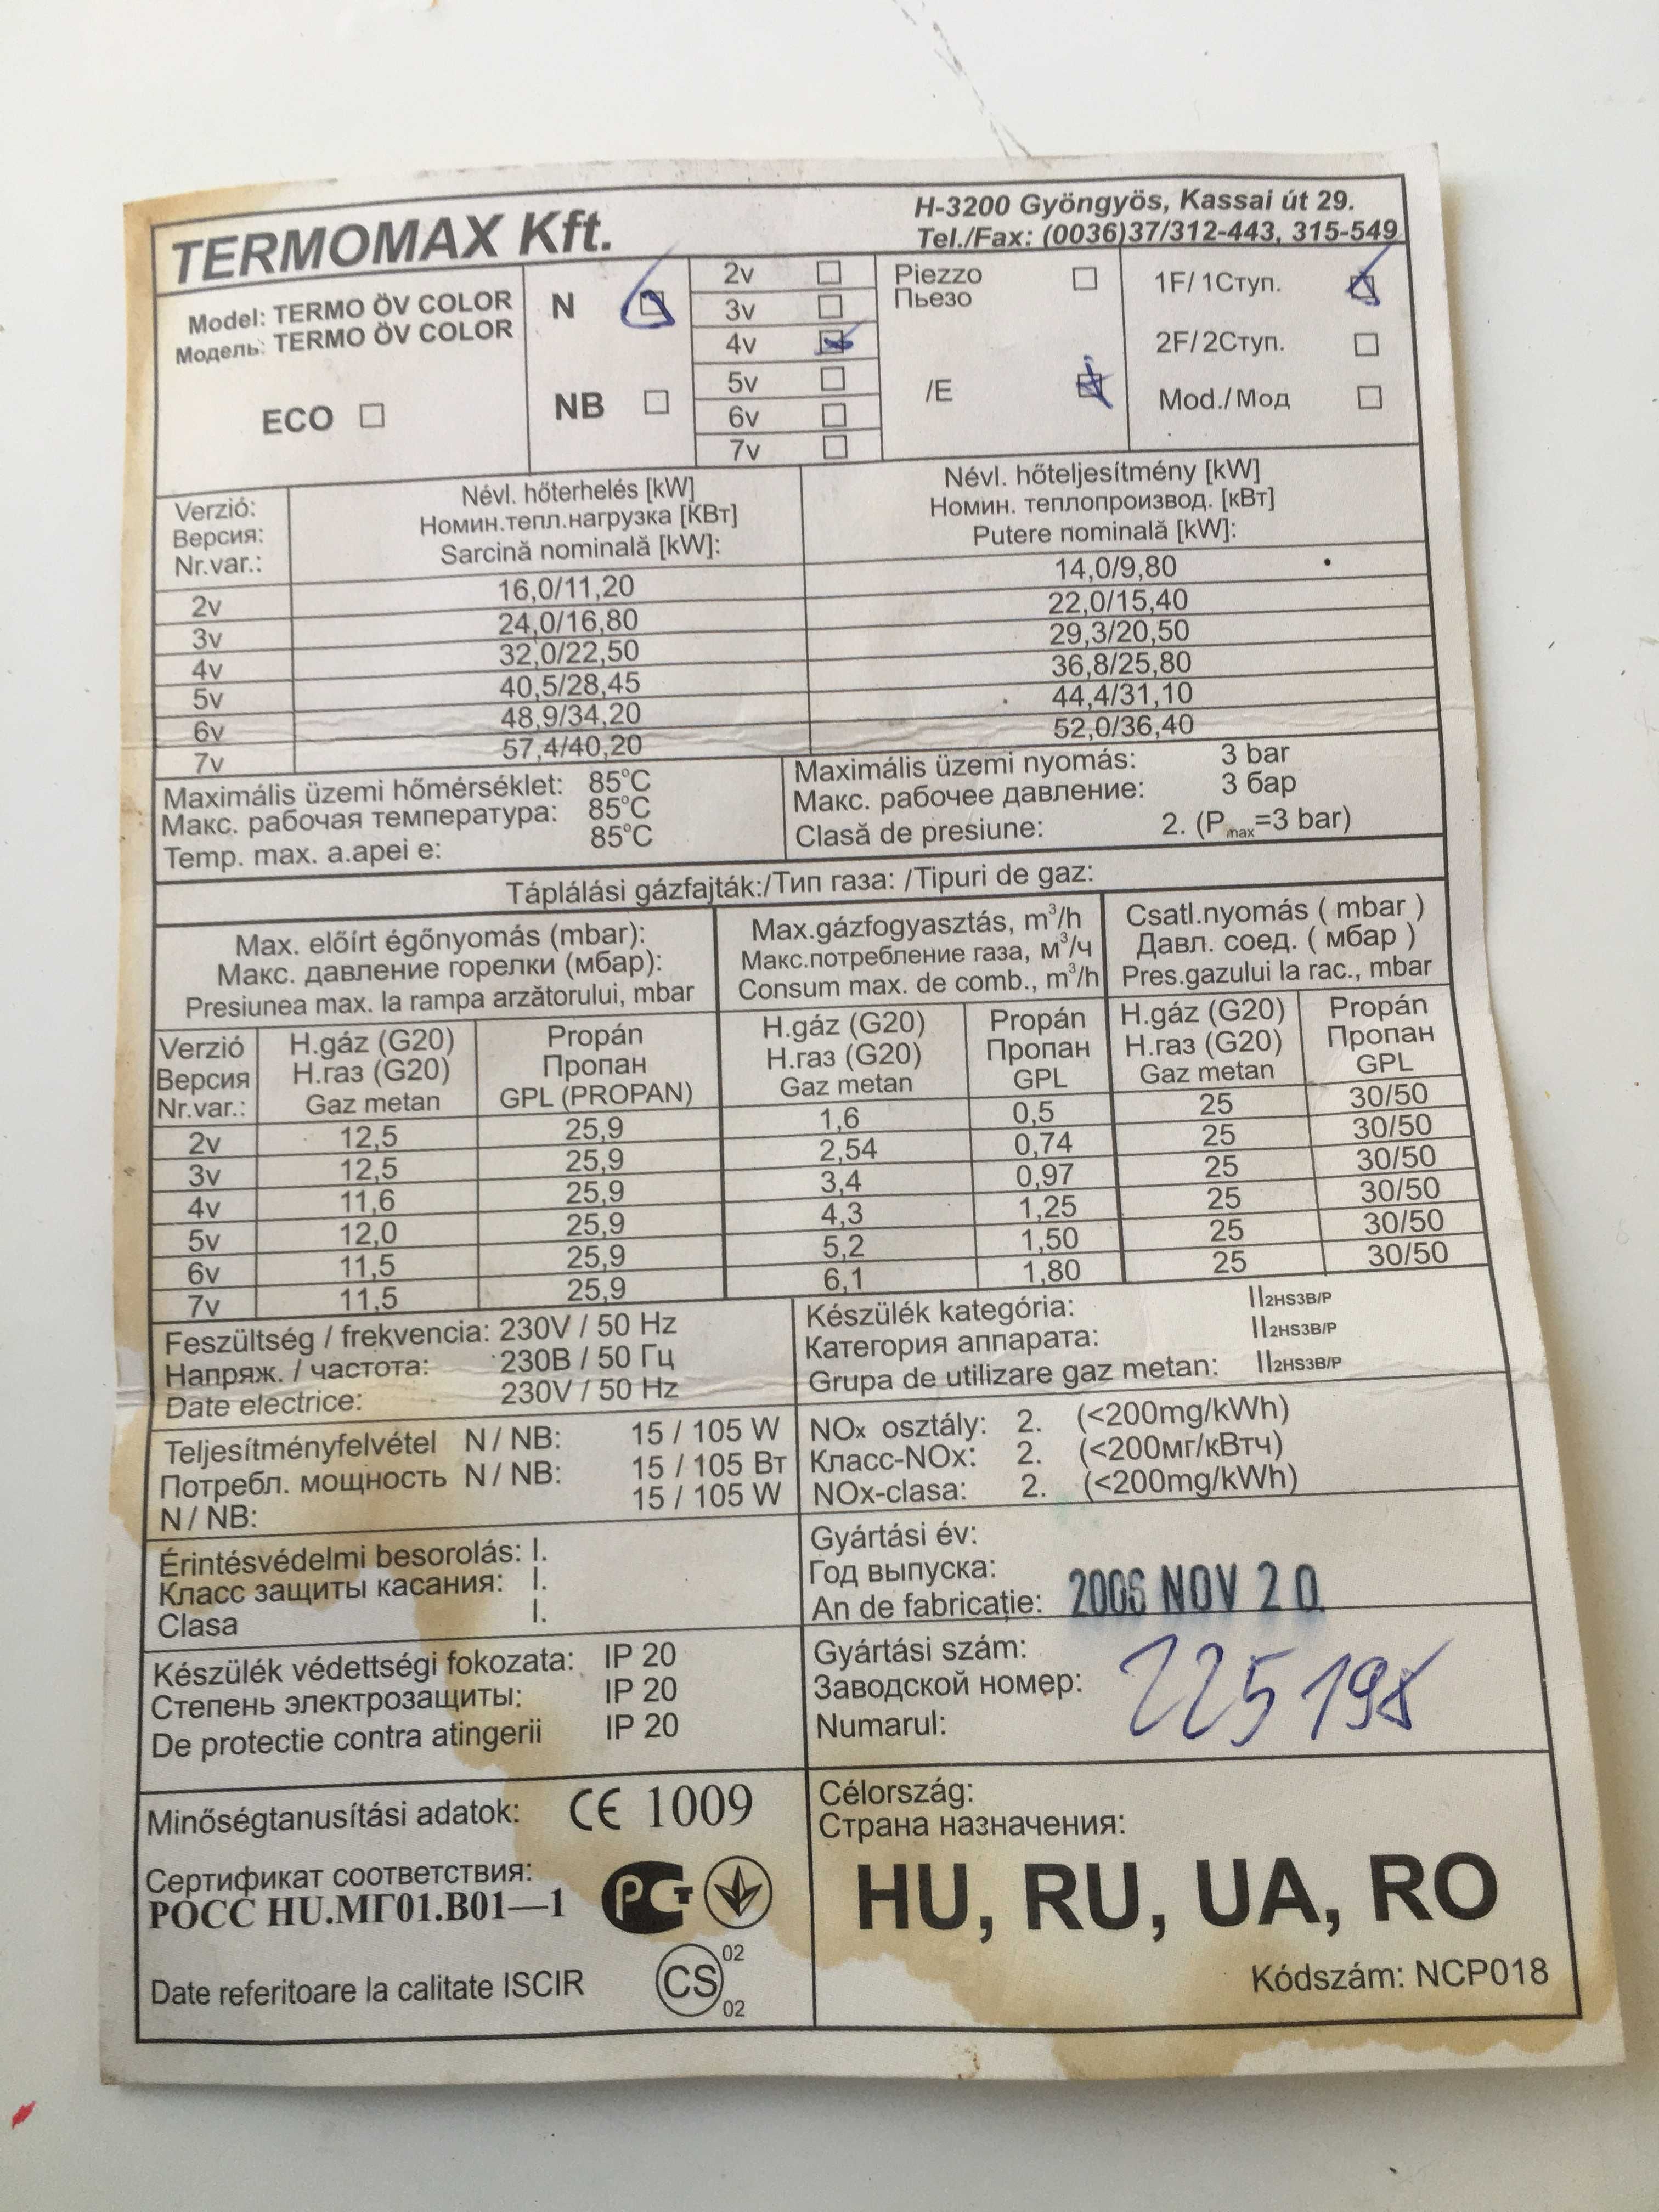 TERMOMAX Kft.
H-3200 Gyöngyös, Kassai út 29.
Tel./Fax: (0036)37/312-443, 315-549
Model: TERMO ÖV COLOR
Модель: TERMO ÖV COLOR
ECO
N
NB
2v
3v
4v
5v
6v
7v
Piezzo
Пьезо
/E
1F/ 1Ступ.
2F/ 2Ступ.
Mod./ Мод
Verzió:
Версия:
Nr.var.:
Névl. hőterhelés [kW]
Номин.тепл.нагрузка [КВт]
Sarcină nominală [kW]:
Névl. hőteljesítmény [kW]
Номин. теплопроизвод. [кВт]
Putere nominală [kW]:
2v 16,0/11,20 14,0/9,80
3v 24,0/16,80 22,0/15,40
4v 32,0/22,50 29,3/20,50
5v 40,5/28,45 36,8/25,80
6v 48,9/34,20 44,4/31,10
7v 57,4/40,20 52,0/36,40
Maximális üzemi hőmérséklet: 85°C
Макс. рабочая температура: 85°C
Temp. max. a.apei e: 85°C
Maximális üzemi nyomás: 3 bar
Макс. рабочее давление: 3 бар
Clasă de presiune: 2. (Pmax=3 bar)
Táplálási gázfajták:/Тип газа: /Tipuri de gaz:
Max. előírt égőnyomás (mbar):
Макс. давление горелки (мбар):
Presiunea max. la rampa arzătorului, mbar
Max.gázfogyasztás, m³/h
Макс.потребление газа, м³/ч
Consum max. de comb., m³/h
Csatl.nyomás ( mbar )
Давл. соед. ( мбар )
Pres.gazului la rac., mbar
Verzió H.gáz (G20) Propán H.gáz (G20) Propán H.gáz (G20) Propán
Версия Н.газ (G20) Пропан Н.газ (G20) Пропан Н.газ (G20) Пропан
Nr.var.: Gaz metan GPL (PROPAN) Gaz metan GPL Gaz metan GPL
2v 12,5 25,9 1,6 0,5 25 30/50
3v 12,5 25,9 2,54 0,74 25 30/50
4v 11,6 25,9 3,4 0,97 25 30/50
5v 12,0 25,9 4,3 1,25 25 30/50
6v 11,5 25,9 5,2 1,50 25 30/50
7v 11,5 25,9 6,1 1,80 25 30/50
Feszültség / frekvencia: 230V / 50 Hz
Напряж. / частота: 230В / 50 Гц
Date electrice: 230V / 50 Hz
Készülék kategória: II2HS3B/P
Категория аппарата: II2HS3B/P
Grupa de utilizare gaz metan: II2HS3B/P
Teljesítményfelvétel N / NB: 15 / 105 W
Потребл. мощность N / NB: 15 / 105 Вт
N / NB: 15 / 105 W
NOx osztály: 2. (<200mg/kWh)
Класс-NOx: 2. (<200мг/кВтч)
NOx-clasa: 2. (<200mg/kWh)
Érintésvédelmi besorolás: I.
Класс защиты касания: I.
Clasa I.
Gyártási év:
Год выпуска:
An de fabricație: 2006 NOV 20.
Készülék védettségi fokozata: IP 20
Степень электрозащиты: IP 20
De protectie contra atingerii IP 20
Gyártási szám:
Заводской номер:
Numarul:
Minőségtanusítási adatok: CE 1009
Сертификат соответствия:
РОСС HU.МГ01.В01—1
РСТ
Date referitoare la calitate ISCIR CS 02 02
Célország:
Страна назначения:
HU, RU, UA, RO
Kódszám: NCP018